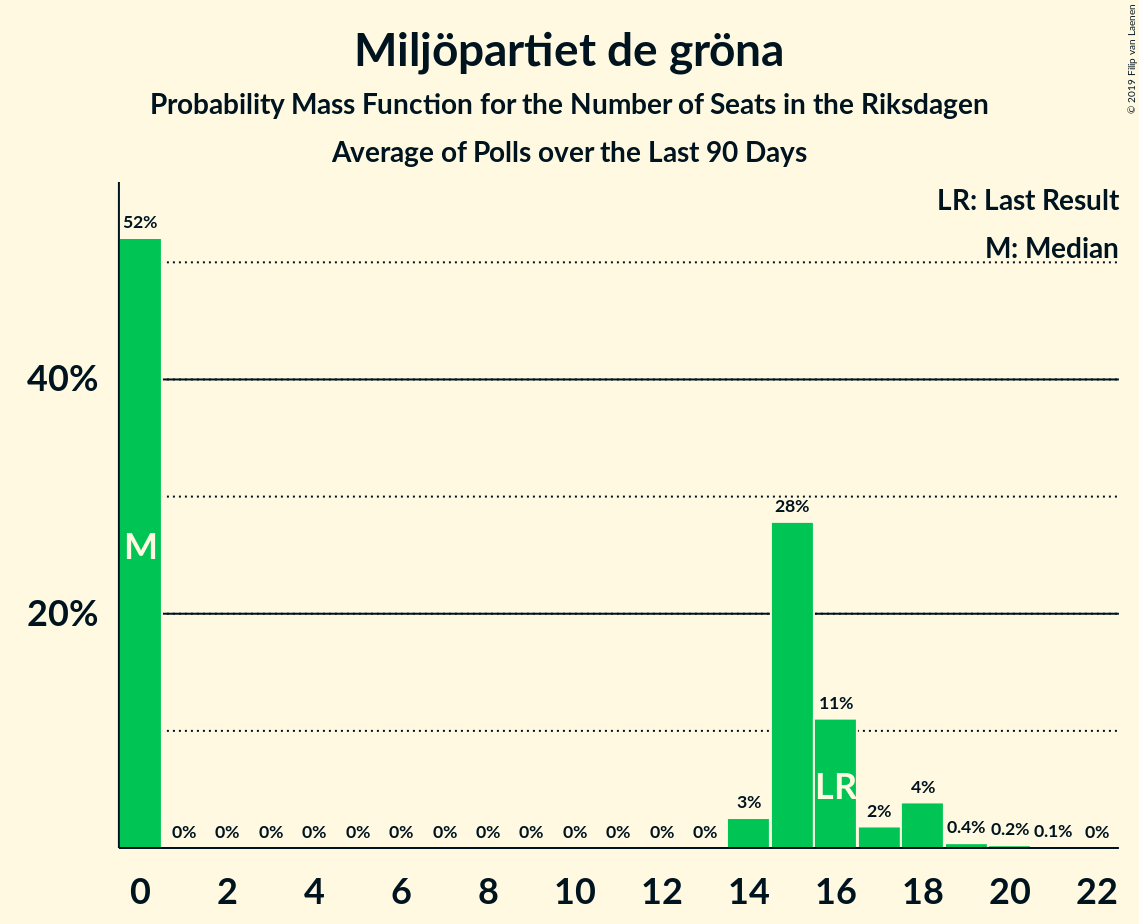 Miljöpartiet de gröna
Probability Mass Function for the Number of Seats in the Riksdagen
Average of Polls over the Last 90 Days
© 2019 Filip van Laenen
LR: Last Result
M: Median
52%
40%
28%
M
20%
11%
LR
3%
2%
4%
0% 0% 0% 0% 0% 0% 0% 0% 0% 0% 0% 0% 0% 0.4% 0.2% 0.1% 0%
0 2 4 6 8 10 12 14 16 18 20 22